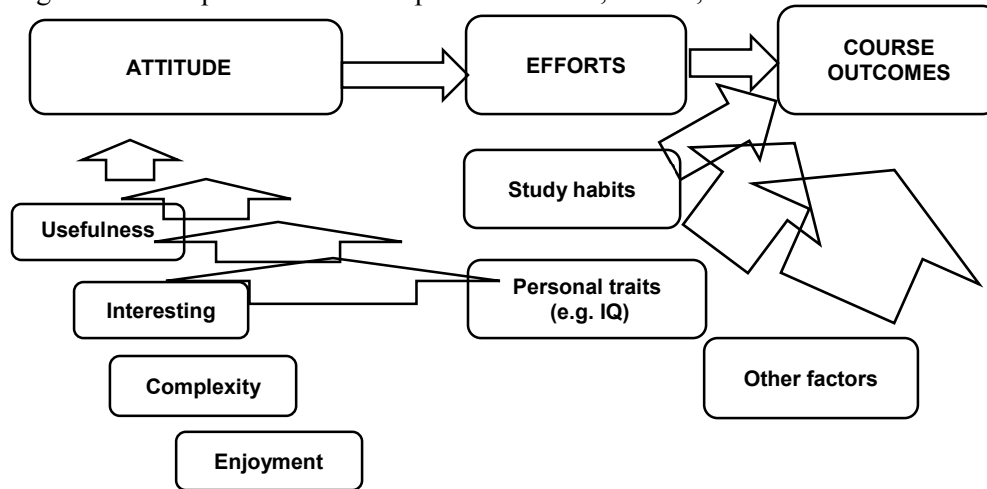 ATTITUDE
EFFORTS
COURSE
OUTCOMES
Study habits
Usefulness
Personal traits
(e.g. IQ)
Interesting
Other factors
Complexity
Enjoyment